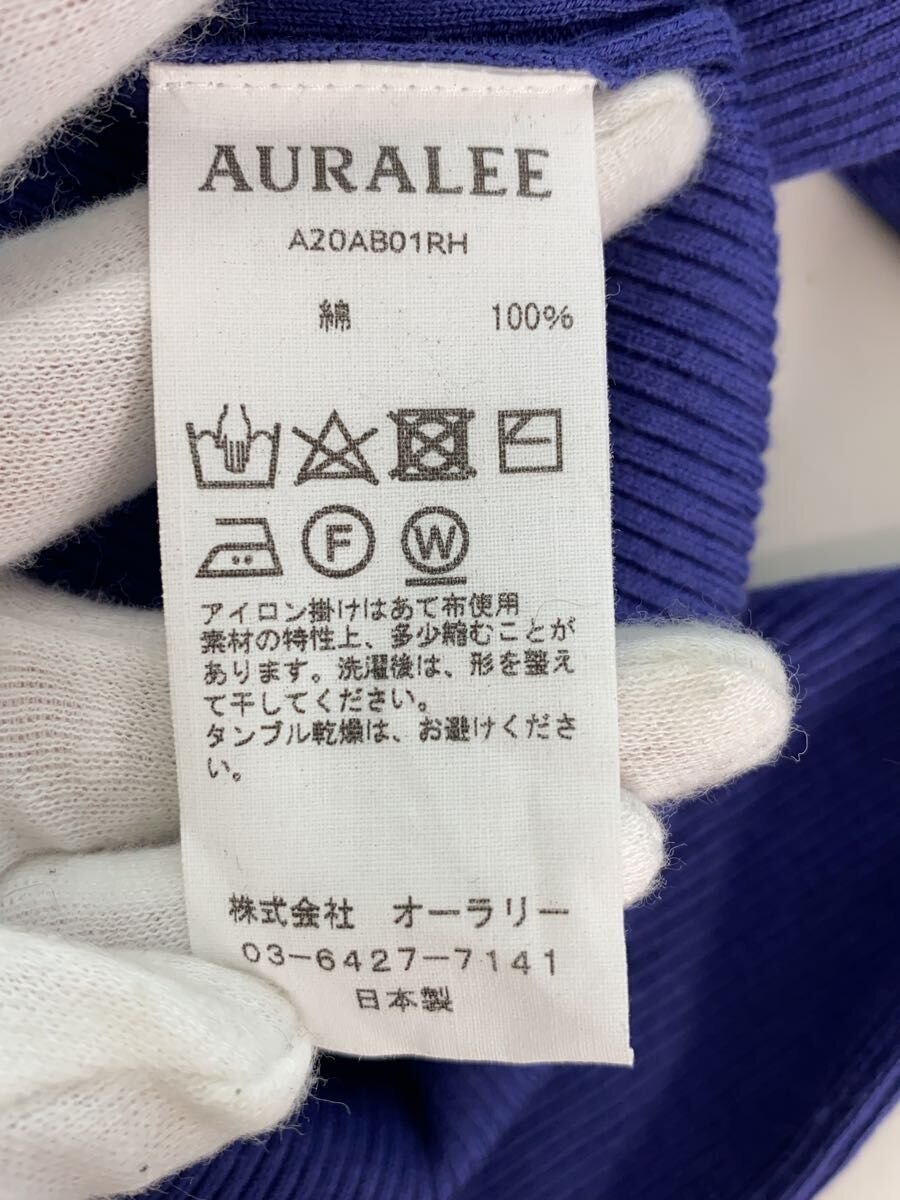 AURALEE
A20AB01RH
綿 100%
F W
アイロン掛けはあて布使用
素材の特性上、多少縮むことが
あります。洗濯後は、形を整え
て干してください。
タンブル乾燥は、お避けくださ
い。
株式会社 オーラリー
03-6427-7141
日本製